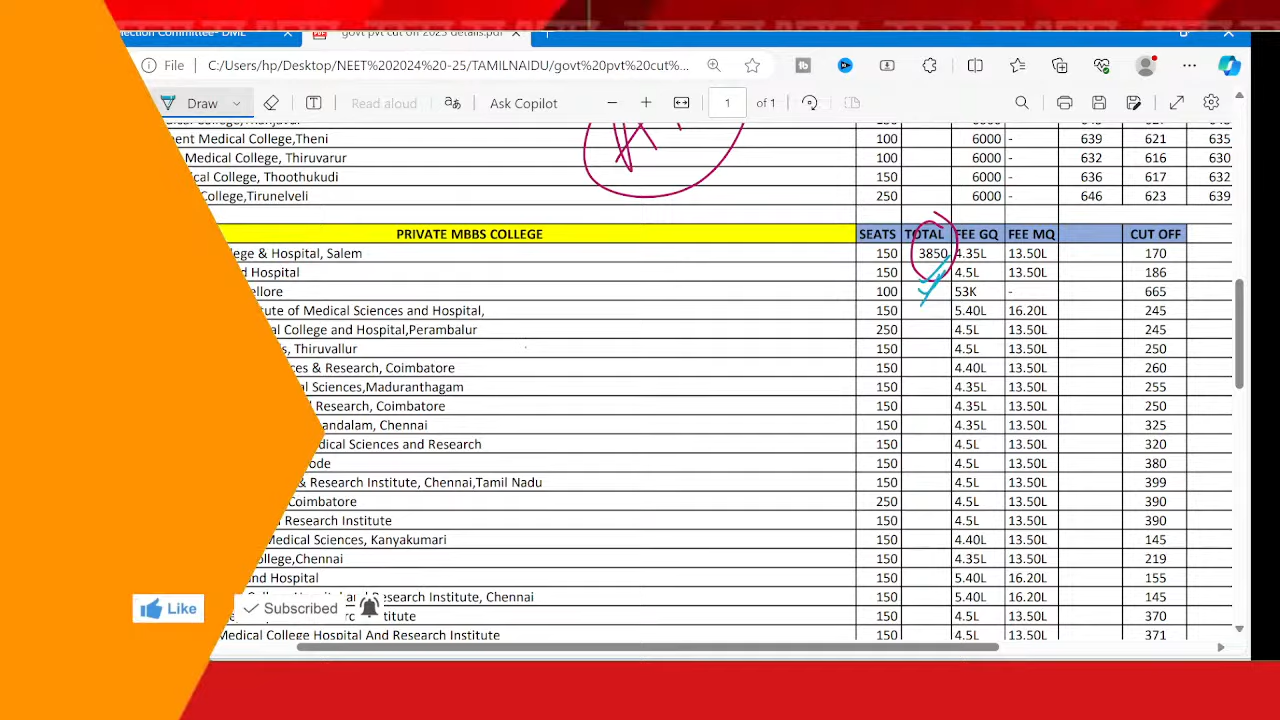 lection Committee- DME govt pvt cut off 2023 details.pdf
File C:/Users/hp/Desktop/NEET%202024%20-25/TAMILNAIDU/govt%20pvt%20cut%...
Draw Read aloud Ask Copilot 1 of 1
ent Medical College,Theni 100 6000 - 639 621 635
Medical College, Thiruvarur 100 6000 - 632 616 630
ical College, Thoothukudi 150 6000 - 636 617 632
College,Tirunelveli 250 6000 - 646 623 639
PRIVATE MBBS COLLEGE SEATS TOTAL FEE GQ FEE MQ CUT OFF
ege & Hospital, Salem 150 3850 4.35L 13.50L 170
d Hospital 150 4.5L 13.50L 186
ellore 100 53K - 665
tute of Medical Sciences and Hospital, 150 5.40L 16.20L 245
al College and Hospital,Perambalur 250 4.5L 13.50L 245
s, Thiruvallur 150 4.5L 13.50L 250
ces & Research, Coimbatore 150 4.40L 13.50L 260
al Sciences,Maduranthagam 150 4.35L 13.50L 255
Research, Coimbatore 150 4.35L 13.50L 250
andalam, Chennai 150 4.35L 13.50L 325
dical Sciences and Research 150 4.5L 13.50L 320
ode 150 4.5L 13.50L 380
& Research Institute, Chennai,Tamil Nadu 150 4.5L 13.50L 399
Coimbatore 250 4.5L 13.50L 390
d Research Institute 150 4.5L 13.50L 390
Medical Sciences, Kanyakumari 150 4.40L 13.50L 145
ollege,Chennai 150 4.35L 13.50L 219
and Hospital 150 5.40L 16.20L 155
and Research Institute, Chennai 150 5.40L 16.20L 145
titute 150 4.5L 13.50L 370
Medical College Hospital And Research Institute 150 4.5L 13.50L 371
Like Subscribed